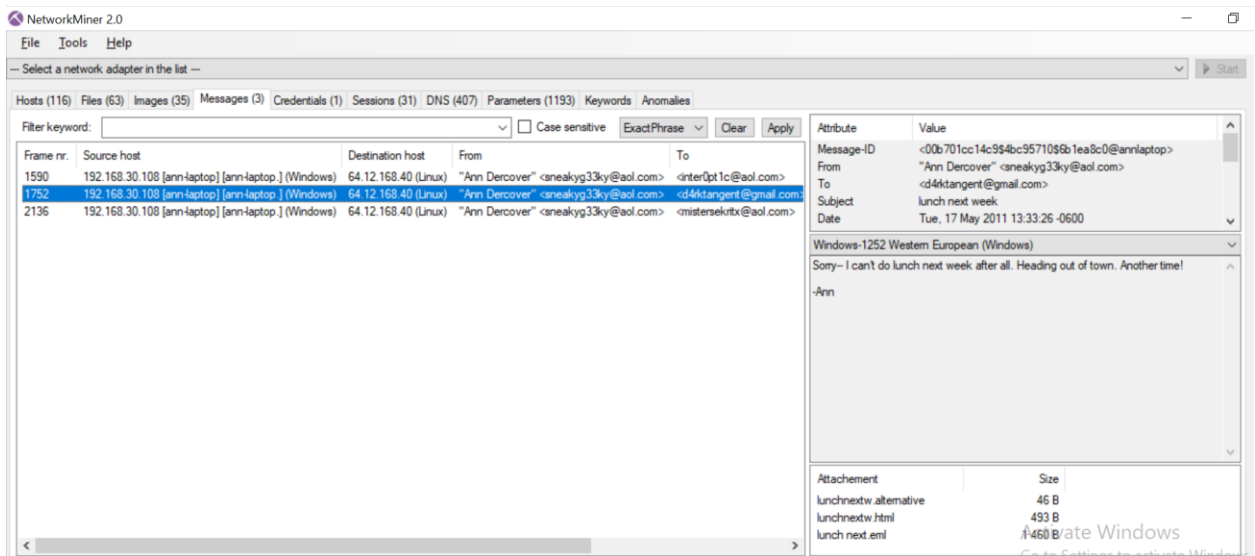 NetworkMiner 2.0
File Tools Help
--- Select a network adapter in the list ---
Start
Hosts (116) Files (63) Images (35) Messages (3) Credentials (1) Sessions (31) DNS (407) Parameters (1193) Keywords Anomalies
Filter keyword: Case sensitive ExactPhrase Clear Apply
Frame nr. Source host Destination host From To
1590 192.168.30.108 [ann-laptop] [ann-laptop.] (Windows) 64.12.168.40 (Linux) "Ann Dercover" <sneakyg33ky@aol.com> <inter0pt1c@aol.com>
1752 192.168.30.108 [ann-laptop] [ann-laptop.] (Windows) 64.12.168.40 (Linux) "Ann Dercover" <sneakyg33ky@aol.com> <d4rktangent@gmail.com>
2136 192.168.30.108 [ann-laptop] [ann-laptop.] (Windows) 64.12.168.40 (Linux) "Ann Dercover" <sneakyg33ky@aol.com> <mistersekritx@aol.com>
Attribute Value
Message-ID <00b701cc14c9$4bc95710$6b1ea8c0@annlaptop>
From "Ann Dercover" <sneakyg33ky@aol.com>
To <d4rktangent@gmail.com>
Subject lunch next week
Date Tue, 17 May 2011 13:33:26 -0600
Windows-1252 Western European (Windows)
Sorry-- I can't do lunch next week after all. Heading out of town. Another time!
-Ann
Attachement Size
lunchnextw.alternative 46 B
lunchnextw.html 493 B
lunch next.eml 1 460 B
Activate Windows
Go to Settings to activate Windows